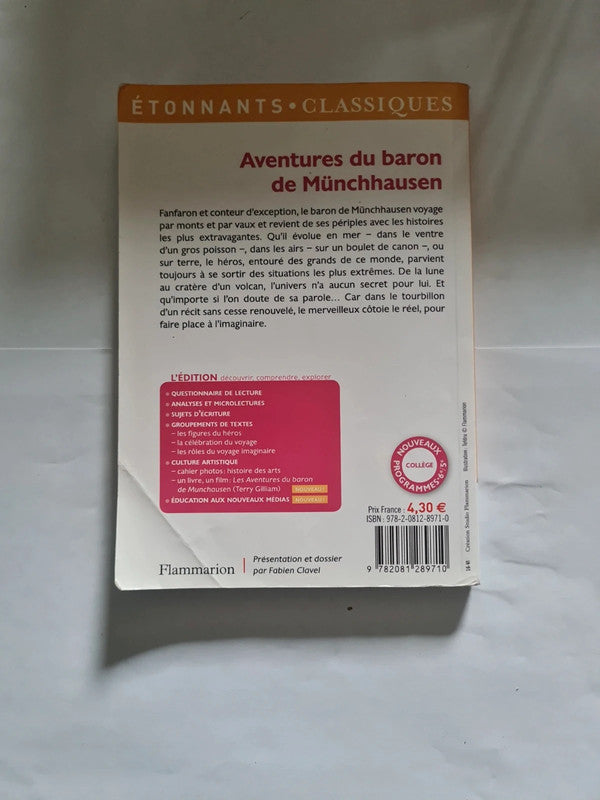 ÉTONNANTS • CLASSIQUES
Aventures du baron
de Münchhausen
Fanfaron et conteur d'exception, le baron de Münchhausen voyage
par monts et par vaux et revient de ses périples avec les histoires
les plus extravagantes. Qu'il évolue en mer – dans le ventre
d'un gros poisson –, dans les airs – sur un boulet de canon –, ou
sur terre, le héros, entouré des grands de ce monde, parvient
toujours à se sortir des situations les plus extrêmes. De la lune
au cratère d'un volcan, l'univers n'a aucun secret pour lui. Et
qu'importe si l'on doute de sa parole… Car dans le tourbillon
d'un récit sans cesse renouvelé, le merveilleux côtoie le réel, pour
faire place à l'imaginaire.
L'ÉDITION découvrir, comprendre, explorer
• QUESTIONNAIRE DE LECTURE
• ANALYSES ET MICROLECTURES
• SUJETS D'ÉCRITURE
• GROUPEMENTS DE TEXTES
– les figures du héros
– la célébration du voyage
– les rôles du voyage imaginaire
• CULTURE ARTISTIQUE
– cahier photos : histoire des arts
– un livre, un film : Les Aventures du baron
de Munchausen (Terry Gilliam) NOUVEAU !
• ÉDUCATION AUX NOUVEAUX MÉDIAS NOUVEAU !
NOUVEAUX
COLLÈGE
PROGRAMMES 6e-5e
Prix France : 4,30 €
ISBN : 978-2-0812-8971-0
9 782081 289710
Flammarion
Présentation et dossier
par Fabien Clavel
Création Studio Flammarion
© Flammarion